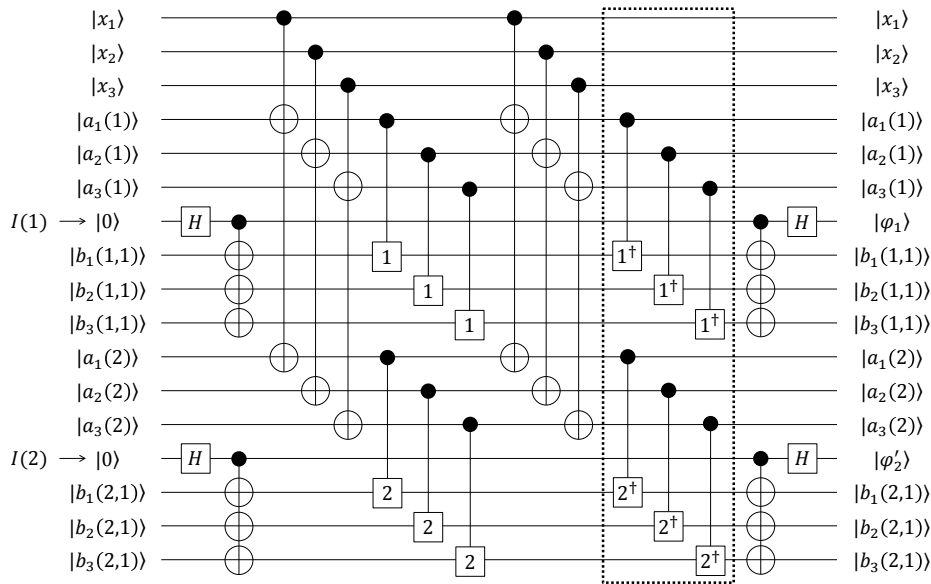 |x₁⟩ |x₁⟩
|x₂⟩ |x₂⟩
|x₃⟩ |x₃⟩
|a₁(1)⟩ |a₁(1)⟩
|a₂(1)⟩ |a₂(1)⟩
|a₃(1)⟩ |a₃(1)⟩
I(1) → |0⟩ H H |φ₁⟩
|b₁(1,1)⟩ 1 1† |b₁(1,1)⟩
|b₂(1,1)⟩ 1 1† |b₂(1,1)⟩
|b₃(1,1)⟩ 1 1† |b₃(1,1)⟩
|a₁(2)⟩ |a₁(2)⟩
|a₂(2)⟩ |a₂(2)⟩
|a₃(2)⟩ |a₃(2)⟩
I(2) → |0⟩ H H |φ′₂⟩
|b₁(2,1)⟩ 2 2† |b₁(2,1)⟩
|b₂(2,1)⟩ 2 2† |b₂(2,1)⟩
|b₃(2,1)⟩ 2 2† |b₃(2,1)⟩